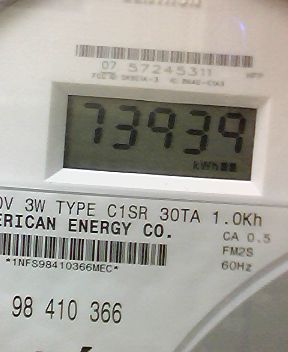 07 57245311
73939
kWh
0V 3W TYPE C1SR 30TA 1.0Kh
ERICAN ENERGY CO.
CA 0.5
FM2S
60Hz
*1NFS98410366MEC*
98 410 366